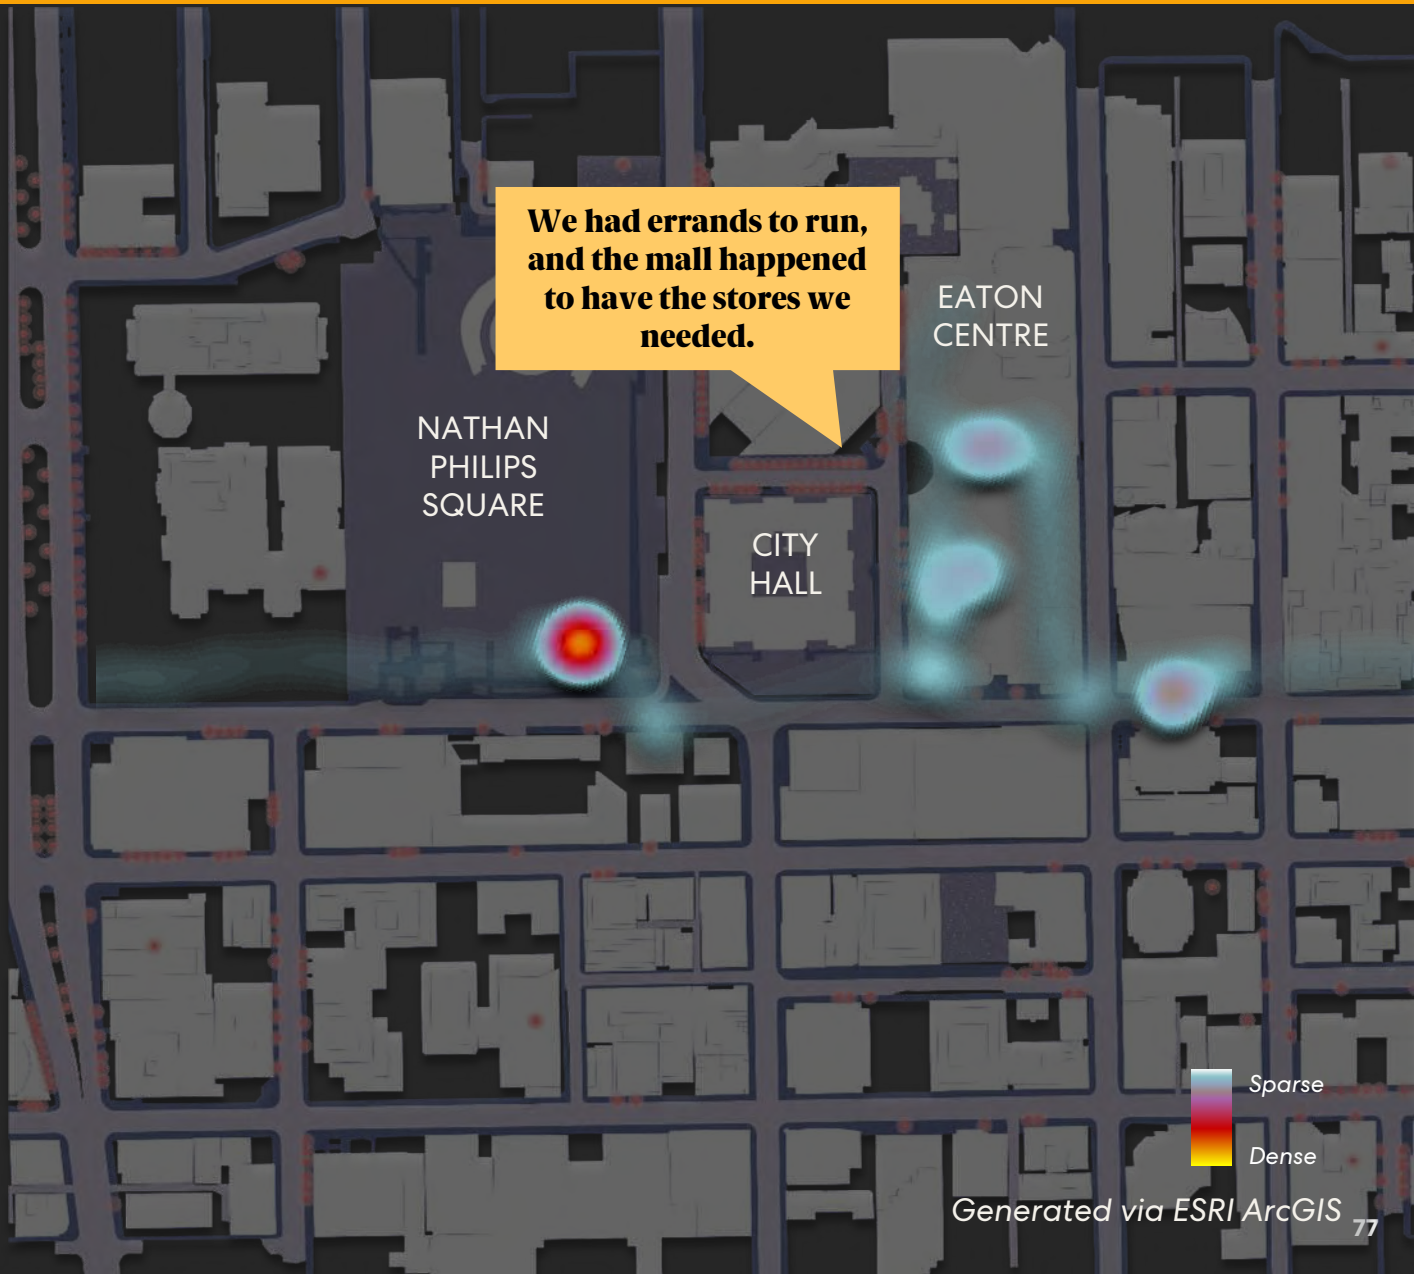 We had errands to run,
and the mall happened
to have the stores we
needed.
EATON
CENTRE
NATHAN
PHILIPS
SQUARE
CITY
HALL
Sparse
Dense
Generated via ESRI ArcGIS
77